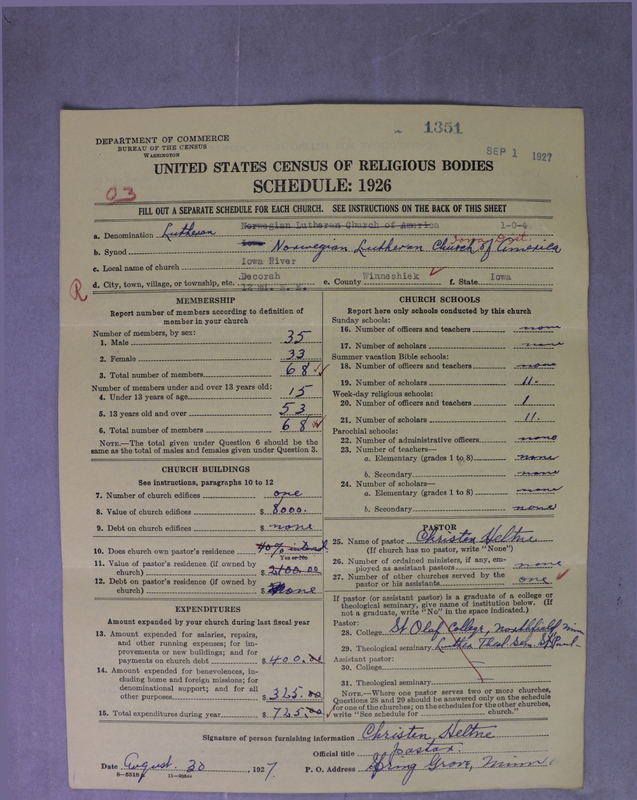 1351
DEPARTMENT OF COMMERCE
BUREAU OF THE CENSUS
WASHINGTON
SEP 1 1927
UNITED STATES CENSUS OF RELIGIOUS BODIES
SCHEDULE: 1926
03
FILL OUT A SEPARATE SCHEDULE FOR EACH CHURCH. SEE INSTRUCTIONS ON THE BACK OF THIS SHEET
Norwegian Lutheran Church of America 1-0-4
a. Denomination Lutheran
b. Synod Norwegian Lutheran Church of America
c. Local name of church Iowa River
d. City, town, village, or township, etc. Decorah e. County Winneshiek f. State Iowa
R
MEMBERSHIP
Report number of members according to definition of member in your church
Number of members, by sex:
1. Male 35
2. Female 33
3. Total number of members 68
Number of members under and over 13 years old:
4. Under 13 years of age 15
5. 13 years old and over 53
6. Total number of members 68
NOTE.—The total given under Question 6 should be the
same as the total of males and females given under Question 3.
CHURCH BUILDINGS
See instructions, paragraphs 10 to 12
7. Number of church edifices one
8. Value of church edifices $ 8000.
9. Debt on church edifices $ none
10. Does church own pastor's residence
Yes or No
11. Value of pastor's residence (if owned by
church) $ 2100.00
12. Debt on pastor's residence (if owned by
church) $ None
EXPENDITURES
Amount expended by your church during last fiscal year
13. Amount expended for salaries, repairs,
and other running expenses; for im-
provements or new buildings; and for
payments on church debt $ 400.00
14. Amount expended for benevolences, in-
cluding home and foreign missions; for
denominational support; and for all
other purposes $ 325.00
15. Total expenditures during year $ 725.00
CHURCH SCHOOLS
Report here only schools conducted by this church
Sunday schools:
16. Number of officers and teachers none
17. Number of scholars none
Summer vacation Bible schools:
18. Number of officers and teachers none
19. Number of scholars 11.
Week-day religious schools:
20. Number of officers and teachers 1
21. Number of scholars 11.
Parochial schools:
22. Number of administrative officers none
23. Number of teachers—
a. Elementary (grades 1 to 8) none
b. Secondary none
24. Number of scholars—
a. Elementary (grades 1 to 8) none
b. Secondary none
PASTOR
25. Name of pastor Christen Heltne
(If church has no pastor, write "None")
26. Number of ordained ministers, if any, em-
ployed as assistant pastors none
27. Number of other churches served by the
pastor or his assistants one
If pastor (or assistant pastor) is a graduate of a college or
theological seminary, give name of institution below. (If
not a graduate, write "No" in the space indicated.)
Pastor:
28. College St Olaf College, Northfield Minn
29. Theological seminary Luther Theol Sem. St Paul
Assistant pastor:
30. College
31. Theological seminary
NOTE.—Where one pastor serves two or more churches,
Questions 28 and 29 should be answered only on the schedule
for one of the churches; on the schedules for the other churches,
write "See schedule for church."
Signature of person furnishing information Christen Heltne
Official title pastor.
Date August 30, 1927. P. O. Address Spring Grove, Minn.